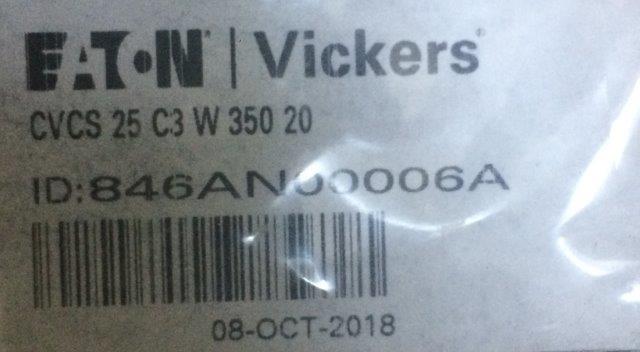 EATON | Vickers
CVCS 25 C3 W 350 20
ID:846AN00006A
08-OCT-2018